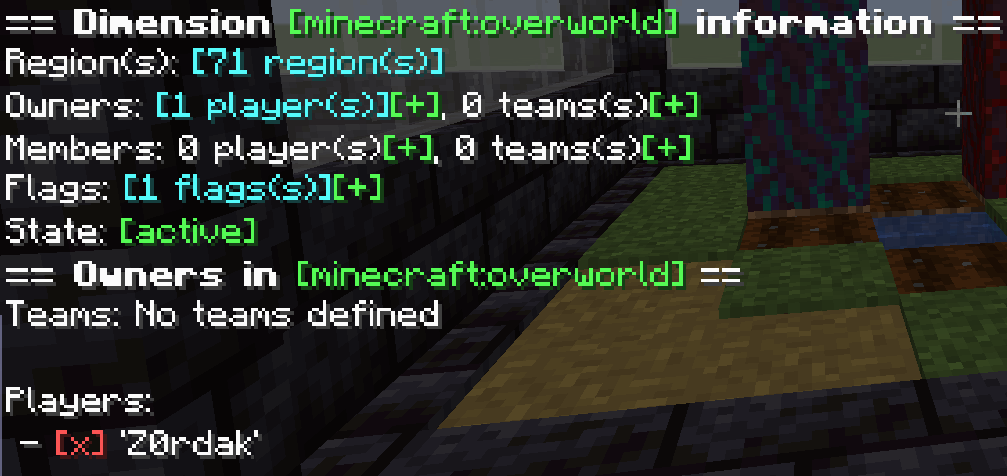 == Dimension [minecraft:overworld] information ==
Region(s): [71 region(s)]
Owners: [1 player(s)][+], 0 teams(s)[+]
Members: 0 player(s)[+], 0 teams(s)[+]
Flags: [1 flags(s)][+]
State: [active]
== Owners in [minecraft:overworld] ==
Teams: No teams defined
Players:
- [x] 'Z0rdak'